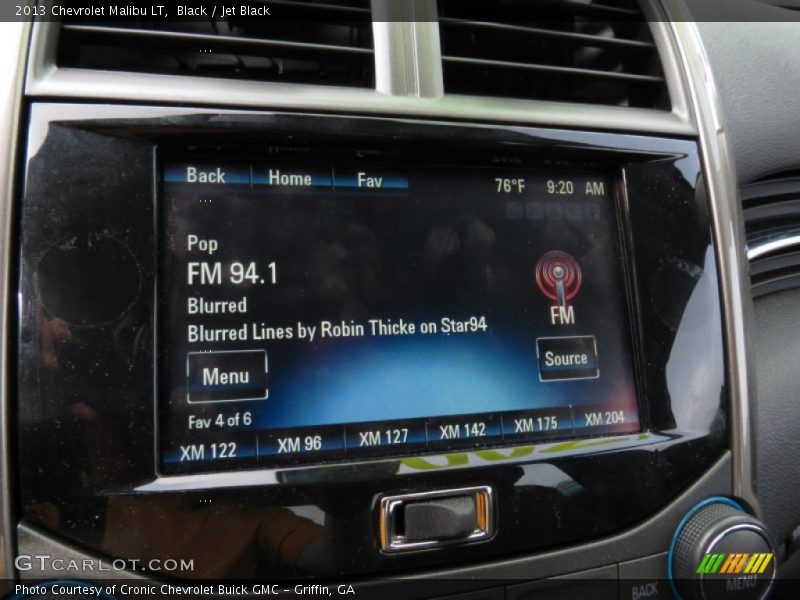 2013 Chevrolet Malibu LT, Black / Jet Black
Back Home Fav 76°F 9:20 AM
Pop
FM 94.1
Blurred
Blurred Lines by Robin Thicke on Star94
FM
Menu
Source
Fav 4 of 6
XM 122 XM 96 XM 127 XM 142 XM 175 XM 204
BACK
MENU
GTCARLOT.COM
Photo Courtesy of Cronic Chevrolet Buick GMC - Griffin, GA